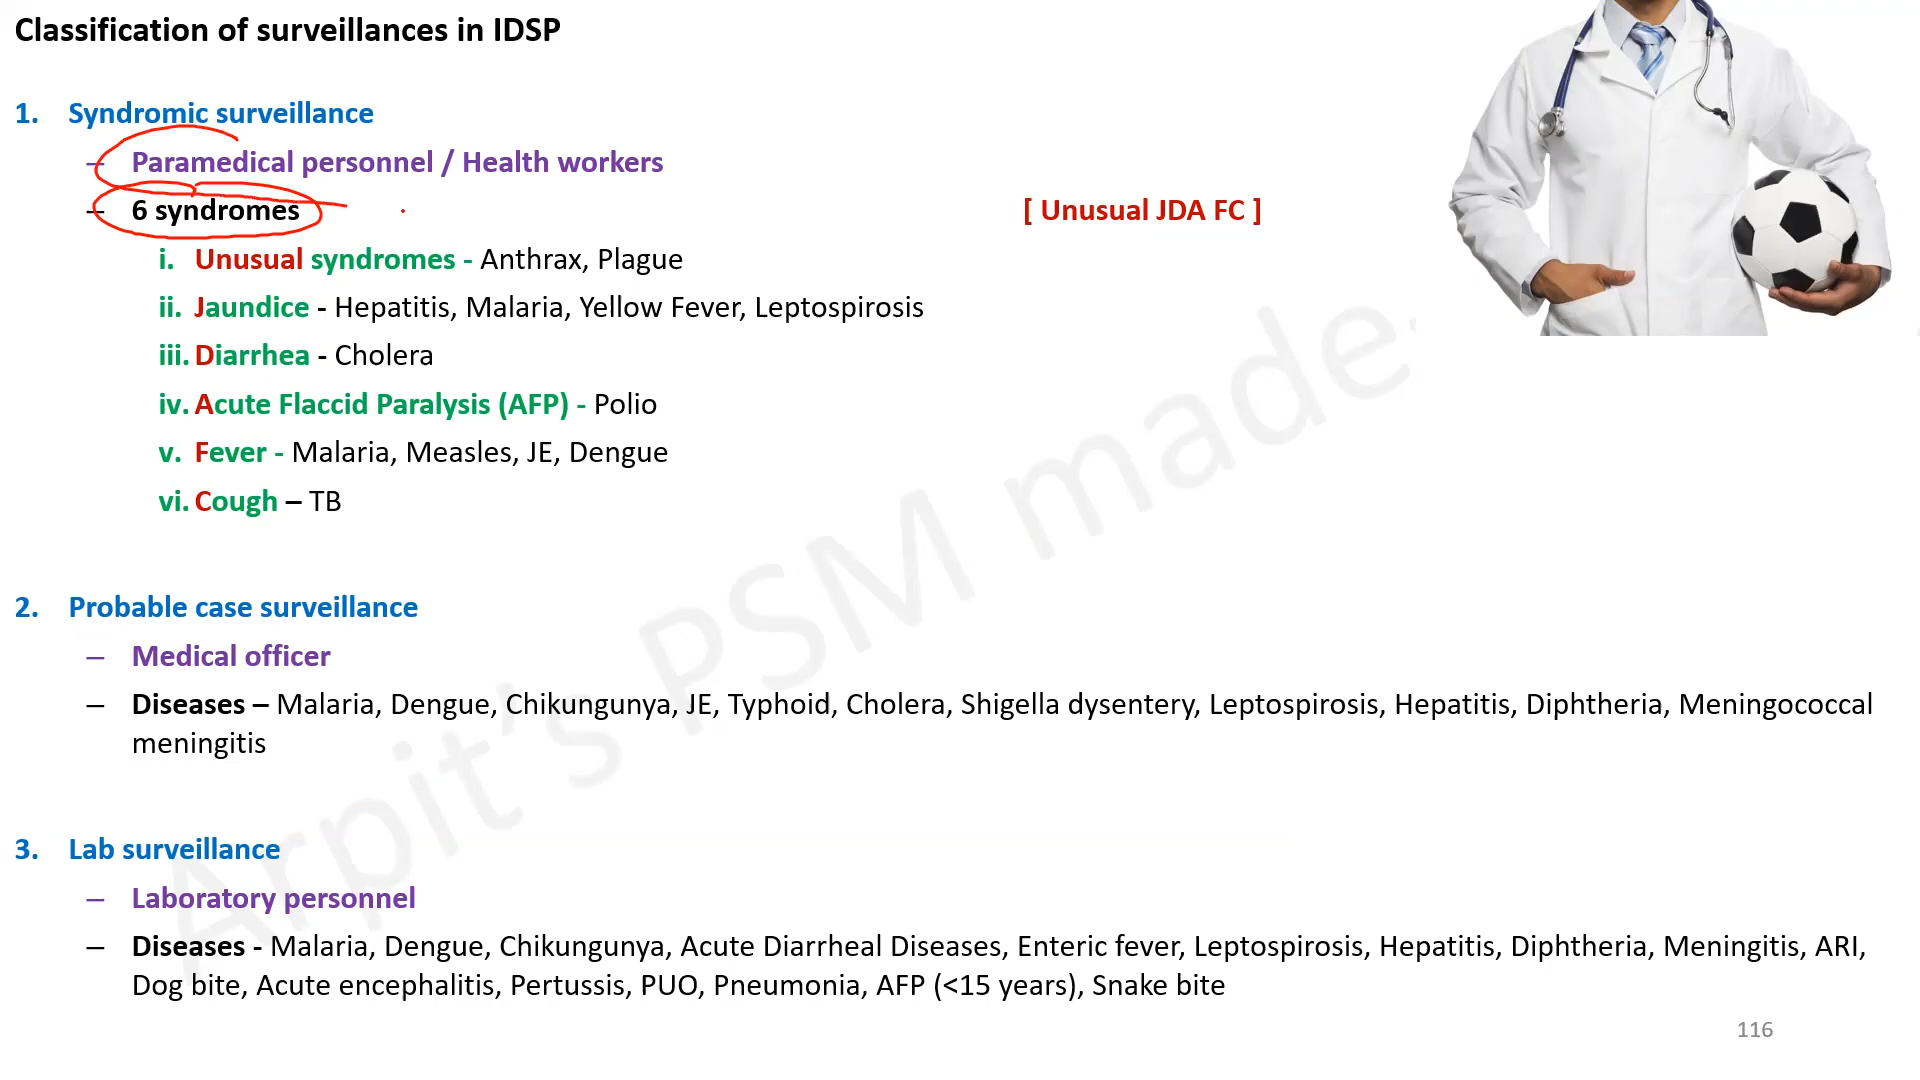 Classification of surveillances in IDSP
1. Syndromic surveillance
– Paramedical personnel / Health workers
– 6 syndromes
[ Unusual JDA FC ]
i. Unusual syndromes - Anthrax, Plague
ii. Jaundice - Hepatitis, Malaria, Yellow Fever, Leptospirosis
iii. Diarrhea - Cholera
iv. Acute Flaccid Paralysis (AFP) - Polio
v. Fever - Malaria, Measles, JE, Dengue
vi. Cough – TB
2. Probable case surveillance
– Medical officer
– Diseases – Malaria, Dengue, Chikungunya, JE, Typhoid, Cholera, Shigella dysentery, Leptospirosis, Hepatitis, Diphtheria, Meningococcal
meningitis
3. Lab surveillance
– Laboratory personnel
– Diseases - Malaria, Dengue, Chikungunya, Acute Diarrheal Diseases, Enteric fever, Leptospirosis, Hepatitis, Diphtheria, Meningitis, ARI,
Dog bite, Acute encephalitis, Pertussis, PUO, Pneumonia, AFP (<15 years), Snake bite
116
Arpit's PSM made